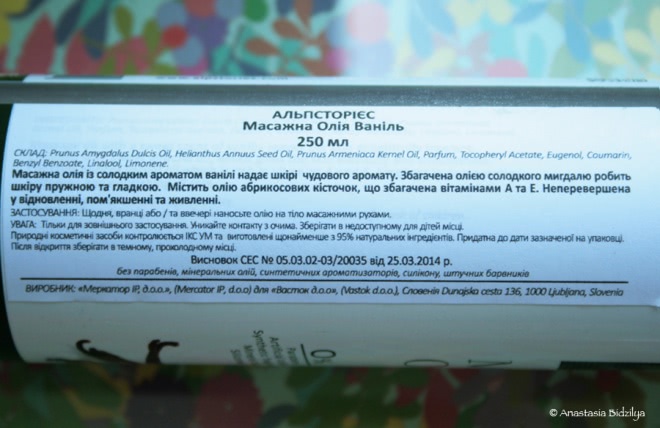 АЛЬПСТОРІЄС
Масажна Олія Ваніль
250 мл
СКЛАД: Prunus Amygdalus Dulcis Oil, Helianthus Annuus Seed Oil, Prunus Armeniaca Kernel Oil, Parfum, Tocopheryl Acetate, Eugenol, Coumarin,
Benzyl Benzoate, Linalool, Limonene.
Масажна олія із солодким ароматом ванілі надає шкірі чудового аромату. Збагачена олією солодкого мигдалю робить
шкіру пружною та гладкою. Містить олію абрикосових кісточок, що збагачена вітамінами А та Е. Неперевершена
у відновленні, пом'якшенні та живленні.
ЗАСТОСУВАННЯ: Щодня, вранці або / та ввечері наносьте олію на тіло масажними рухами.
УВАГА: Тільки для зовнішнього застосування. Уникайте контакту з очима. Зберігати в недоступному для дітей місці.
Природні косметичні засоби контролюється ІКС УМ та виготовлені щонайменше з 95% натуральних інгредієнтів. Придатна до дати зазначеної на упаковці.
Після відкриття зберігати в темному, прохолодному місці.
Висновок СЕС № 05.03.02-03/20035 від 25.03.2014 р.
без парабенів, мінеральних олій, синтетичних ароматизаторів, силікону, штучних барвників
ВИРОБНИК: «Меркатор ІР, д.о.о.», (Mercator IP, d.o.o) для «Васток д.о.о», (Vastok d.o.o.), Словенія Dunajska cesta 136, 1000 Ljubljana, Slovenia
© Anastasia Bidzilya